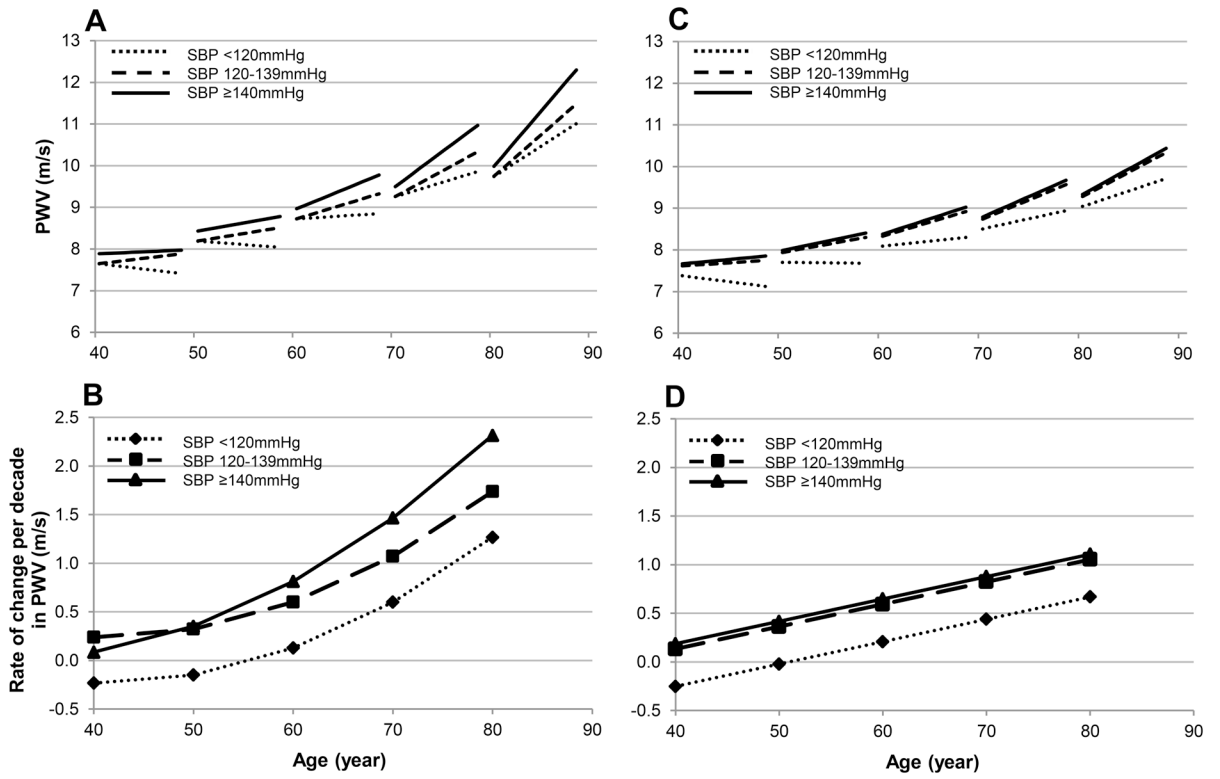 A
13
12
11
10
9
8
7
6
PWV (m/s)
SBP <120mmHg
SBP 120-139mmHg
SBP ≥140mmHg
40 50 60 70 80 90
C
13
12
11
10
9
8
7
6
SBP <120mmHg
SBP 120-139mmHg
SBP ≥140mmHg
40 50 60 70 80 90
B
2.5
2.0
1.5
1.0
0.5
0.0
-0.5
Rate of change per decade
in PWV (m/s)
SBP <120mmHg
SBP 120-139mmHg
SBP ≥140mmHg
40 50 60 70 80 90
Age (year)
D
2.5
2.0
1.5
1.0
0.5
0.0
-0.5
SBP <120mmHg
SBP 120-139mmHg
SBP ≥140mmHg
40 50 60 70 80 90
Age (year)